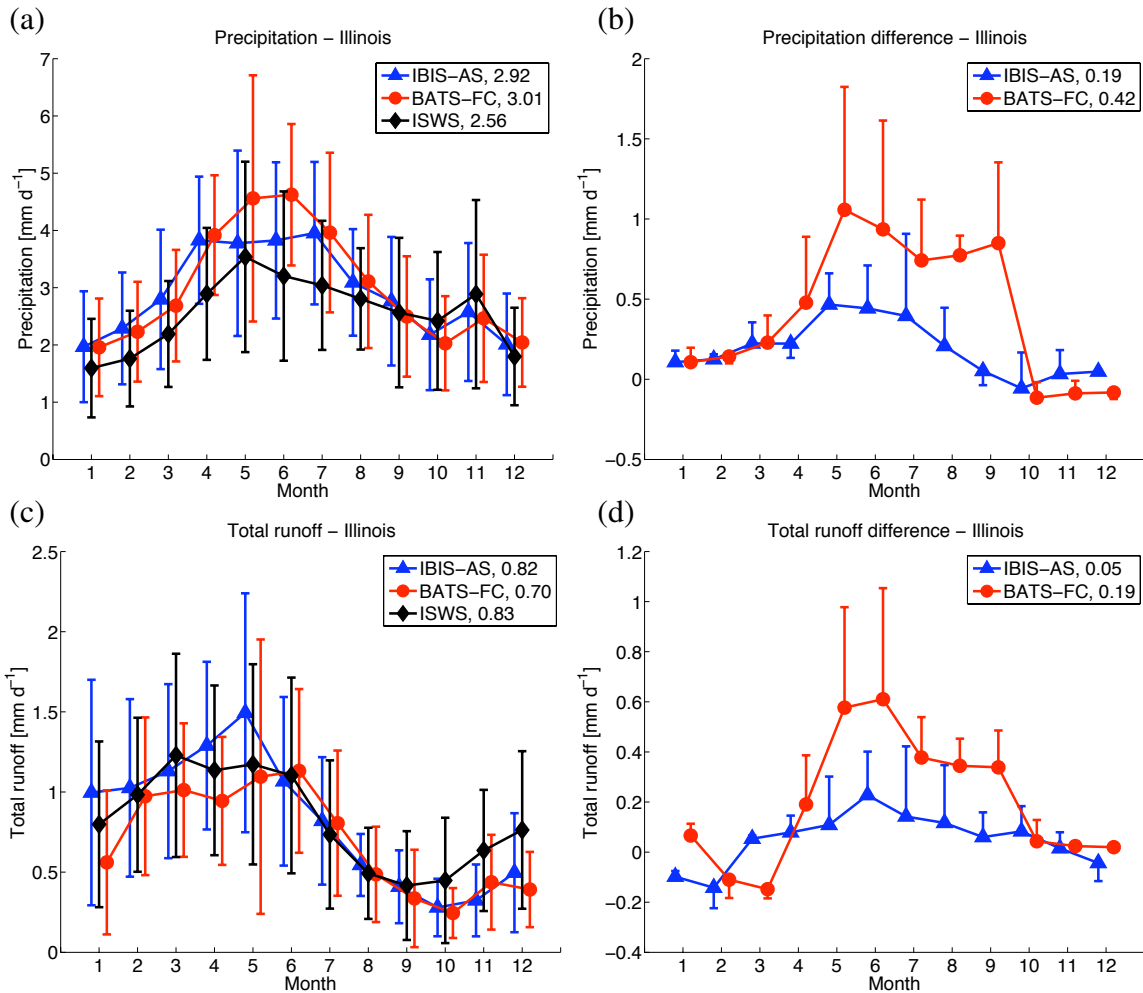 (a)
Precipitation – Illinois
7
6
5
4
3
2
1
0
Precipitation [mm d⁻¹]
IBIS–AS, 2.92
BATS–FC, 3.01
ISWS, 2.56
1 2 3 4 5 6 7 8 9 10 11 12
Month
(b)
Precipitation difference – Illinois
2
1.5
1
0.5
0
−0.5
Precipitation [mm d⁻¹]
IBIS–AS, 0.19
BATS–FC, 0.42
1 2 3 4 5 6 7 8 9 10 11 12
Month
(c)
Total runoff – Illinois
2.5
2
1.5
1
0.5
0
Total runoff [mm d⁻¹]
IBIS–AS, 0.82
BATS–FC, 0.70
ISWS, 0.83
1 2 3 4 5 6 7 8 9 10 11 12
Month
(d)
Total runoff difference – Illinois
1.2
1
0.8
0.6
0.4
0.2
0
−0.2
−0.4
Total runoff [mm d⁻¹]
IBIS–AS, 0.05
BATS–FC, 0.19
1 2 3 4 5 6 7 8 9 10 11 12
Month